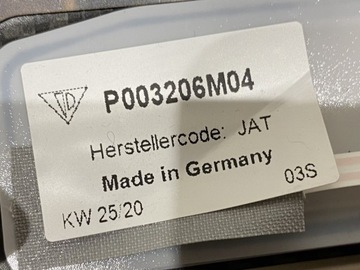 P003206M04
Herstellercode: JAT
Made in Germany
03S
KW 25/20